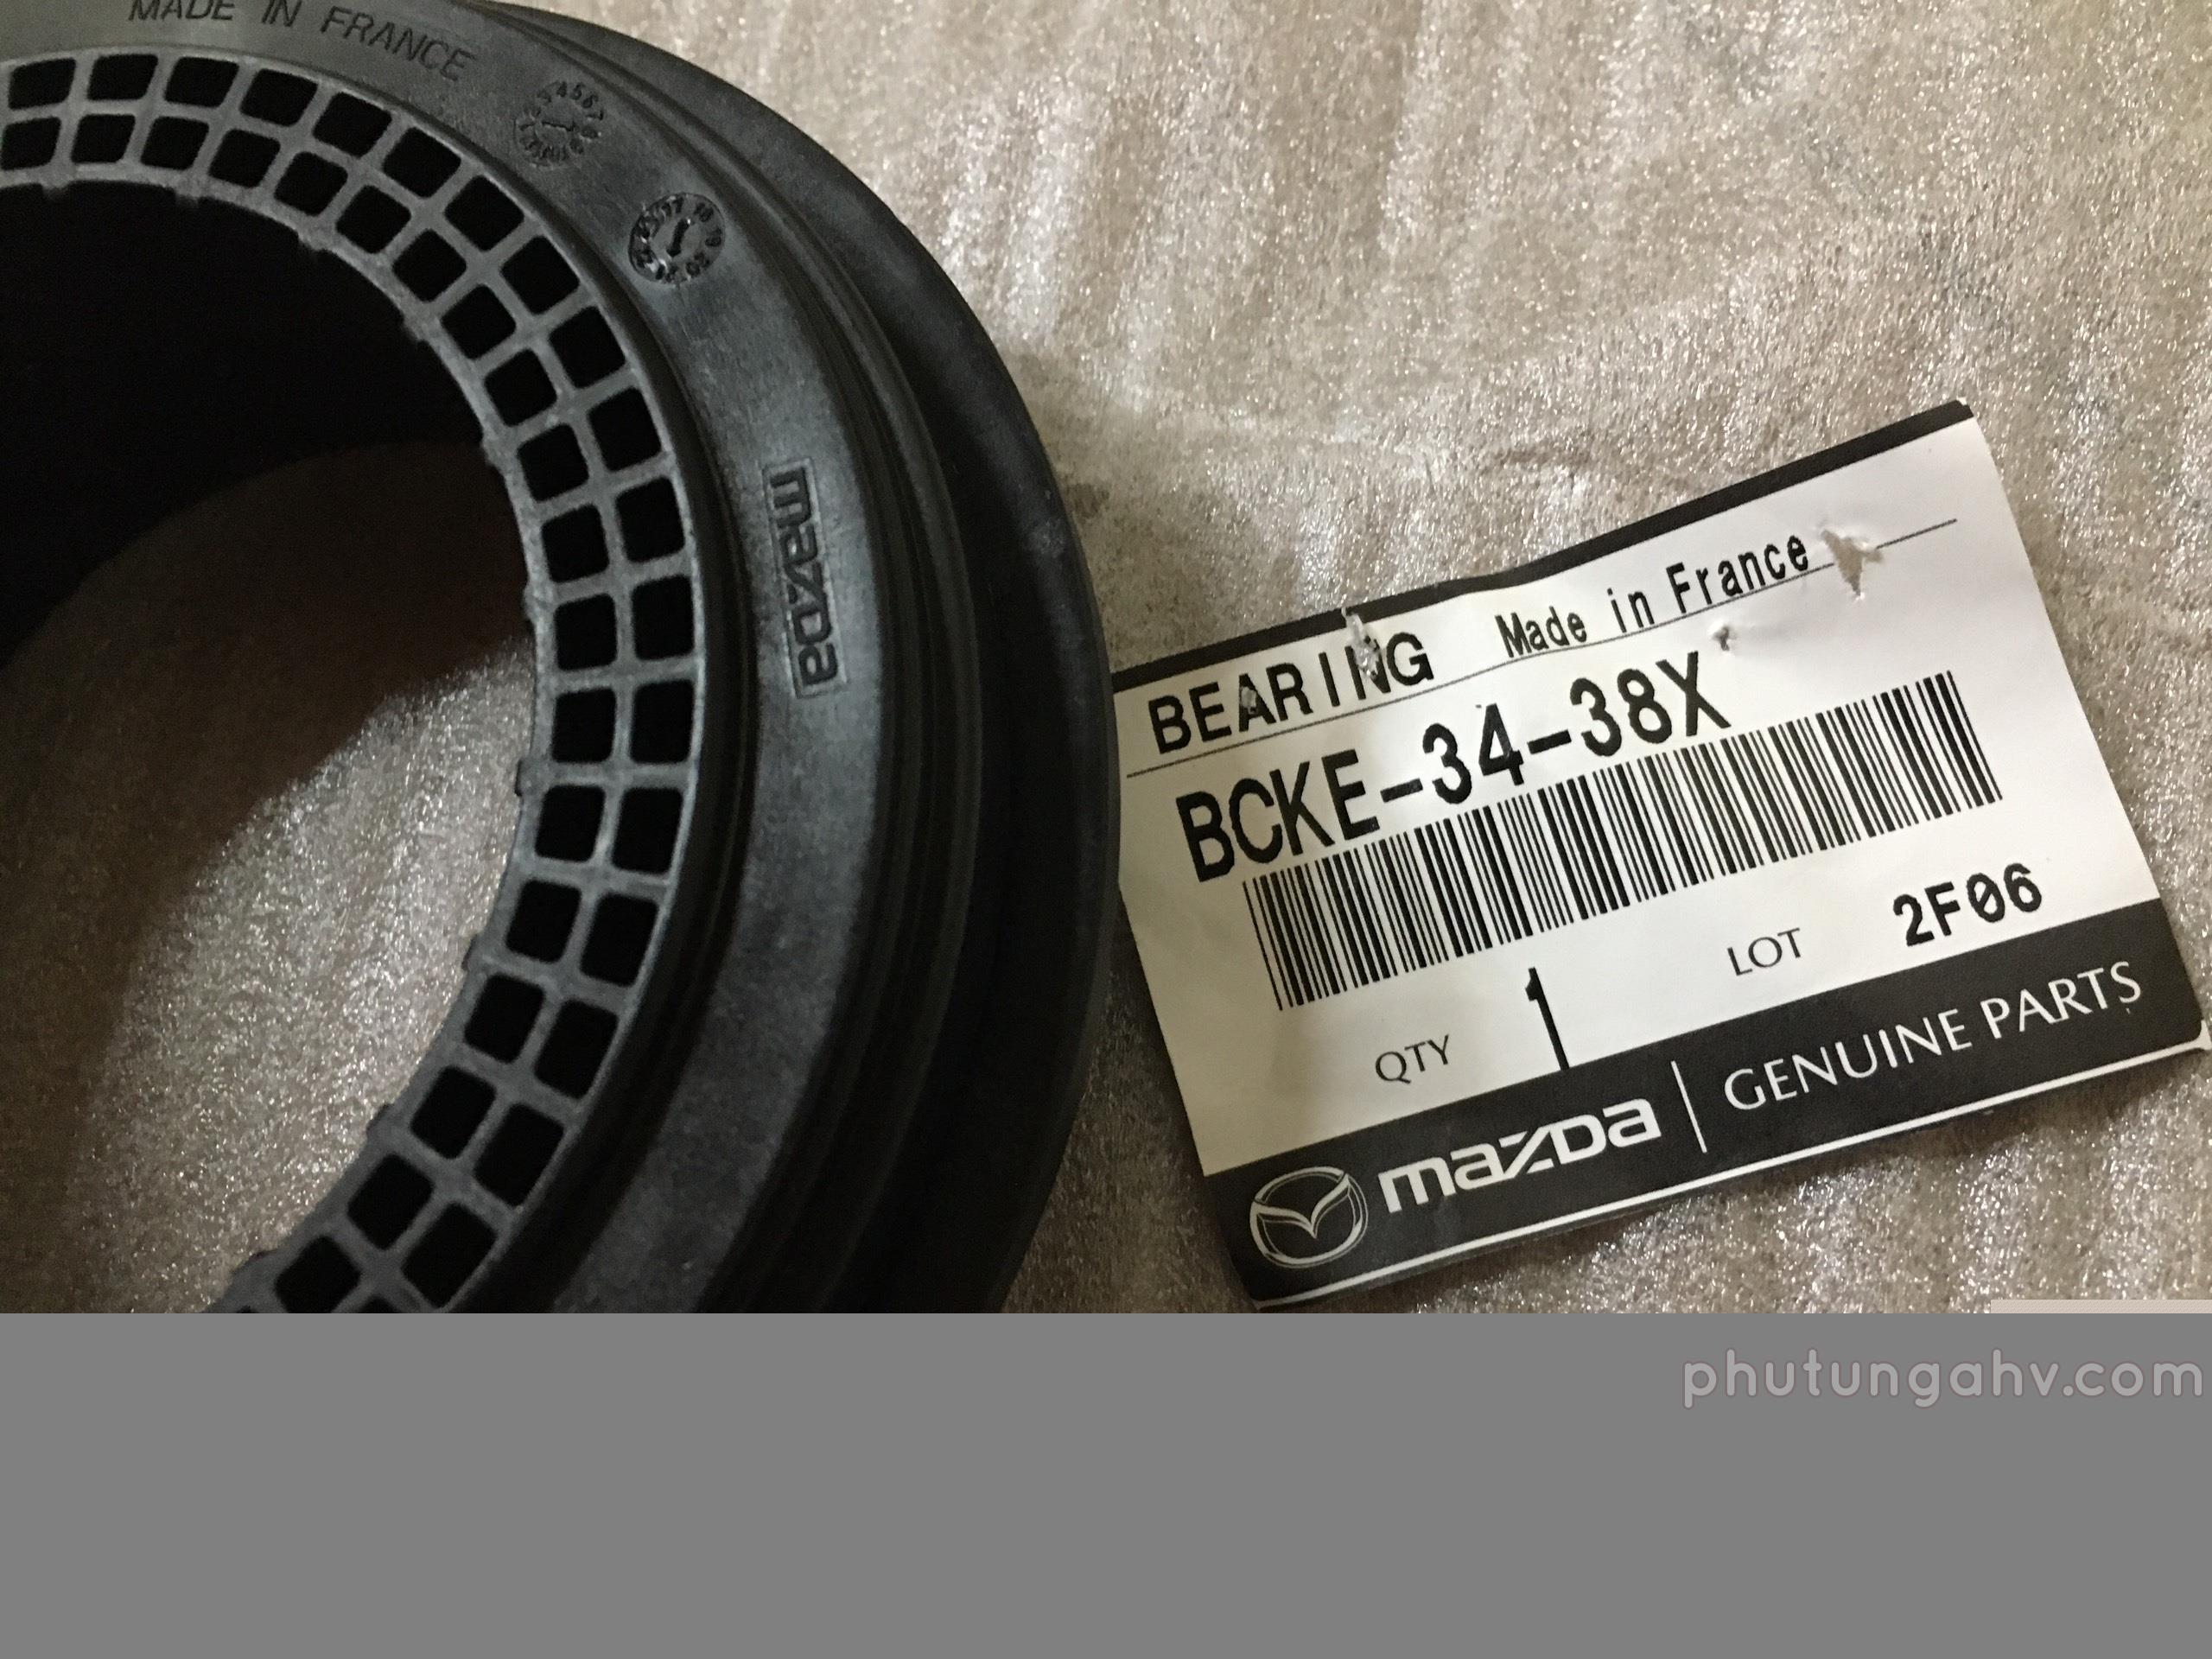 MADE IN FRANCE
mazda
BEARING Made in France
BCKE-34-38X
QTY 1 LOT 2F06
mazda GENUINE PARTS
phutungahv.com